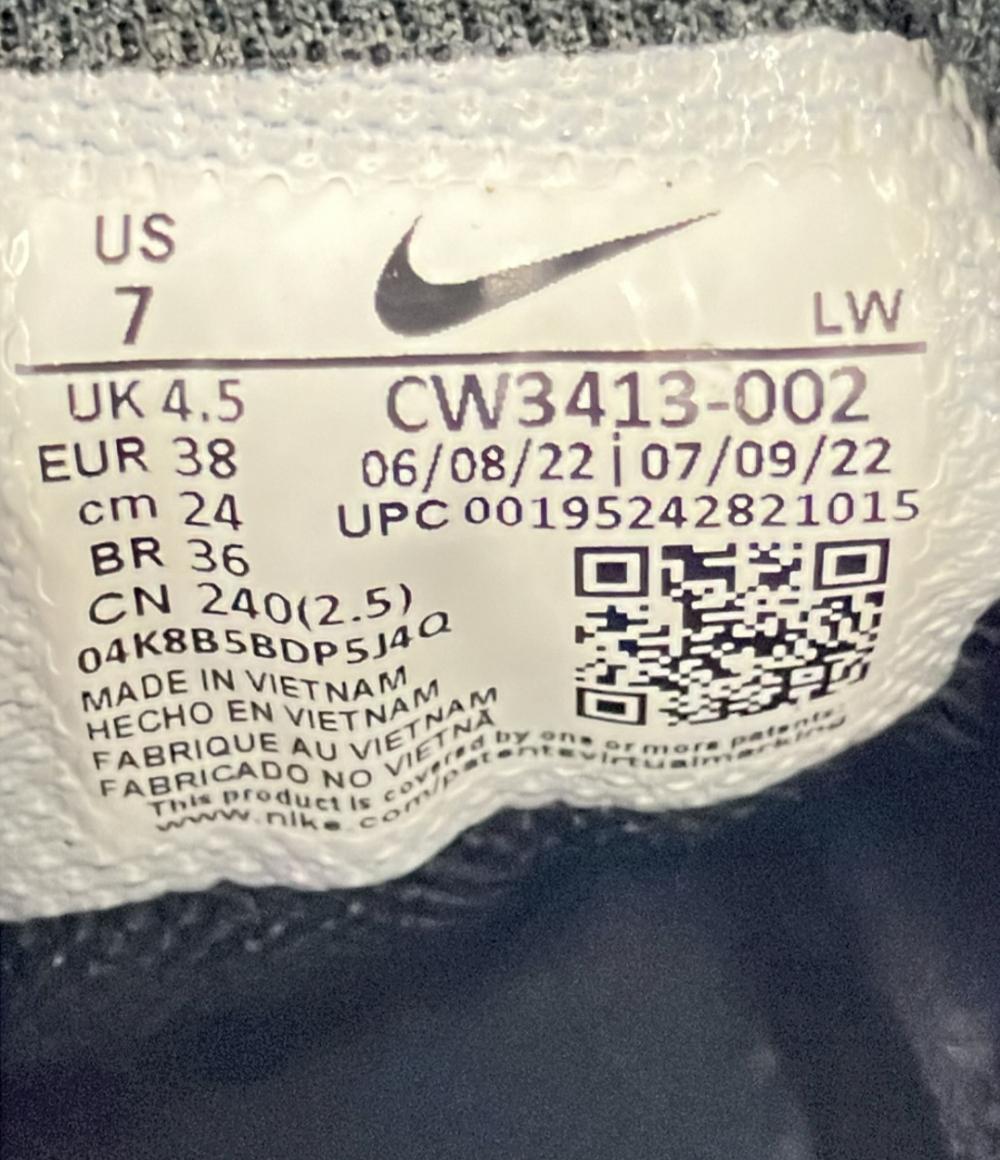 US
7
LW
UK 4.5
EUR 38
cm 24
BR 36
CN 240(2.5)
CW3413-002
06/08/22 | 07/09/22
UPC 00195242821015
04K8B5BDP5J4Q
MADE IN VIETNAM
HECHO EN VIETNAM
FABRIQUE AU VIETNAM
FABRICADO NO VIETNÃ
This product is covered by one or more patents:
www.nike.com/patentsvirtualmarking